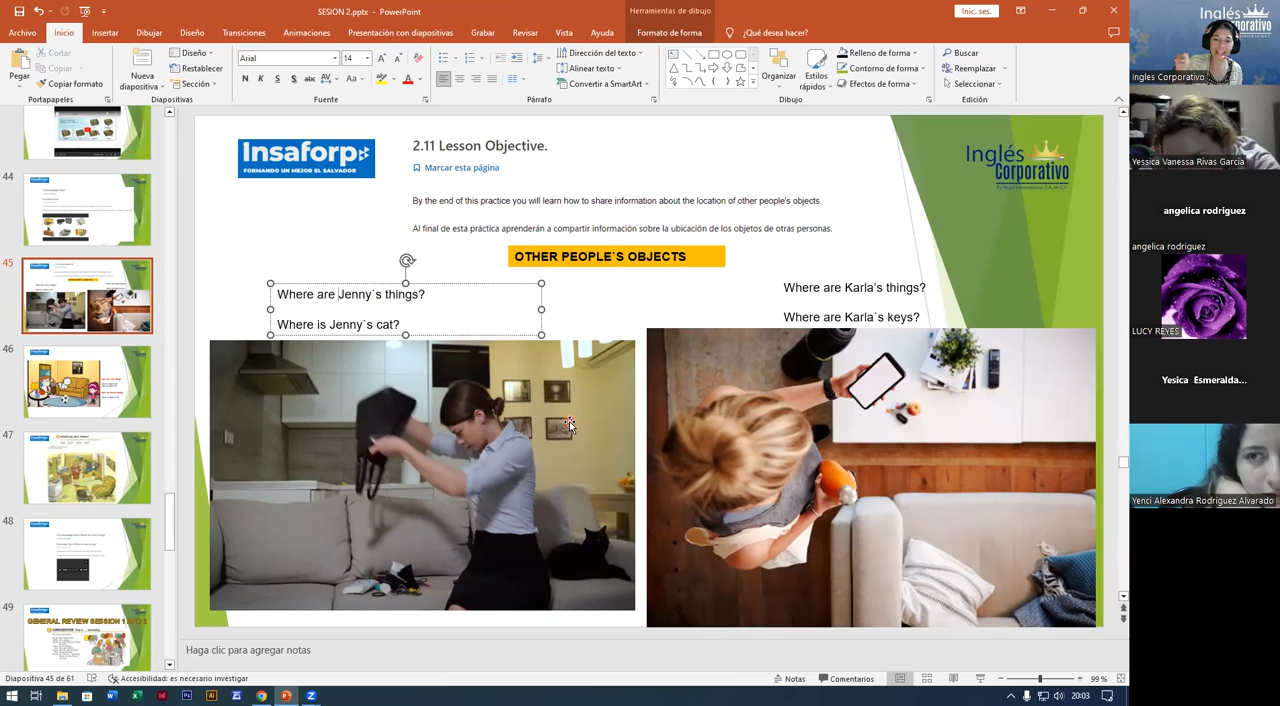 SESION 2.pptx - PowerPoint
Herramientas de dibujo
Inic. ses.
Archivo Inicio Insertar Dibujar Diseño Transiciones Animaciones Presentación con diapositivas Grabar Revisar Vista Ayuda Formato de forma ¿Qué desea hacer?
Pegar
Cortar
Copiar
Copiar formato
Portapapeles
Nueva
diapositiva
Diseño
Restablecer
Sección
Diapositivas
Arial 14
N K S S abc AV Aa
Fuente
Dirección del texto
Alinear texto
Convertir a SmartArt
Párrafo
Organizar
Estilos
rápidos
Relleno de forma
Contorno de forma
Efectos de forma
Dibujo
Buscar
Reemplazar
Seleccionar
Edición
44
45
46
47
48
49
GENERAL REVIEW SESSION 1
Insaforp
FORMANDO UN MEJOR EL SALVADOR
2.11 Lesson Objective.
Marcar esta página
Inglés
Corporativo
By the end of this practice you will learn how to share information about the location of other people's objects.
Al final de esta práctica aprenderán a compartir información sobre la ubicación de los objetos de otras personas.
OTHER PEOPLE`S OBJECTS
Where are Jenny`s things?
Where is Jenny`s cat?
Where are Karla's things?
Where are Karla`s keys?
Haga clic para agregar notas
Diapositiva 45 de 61
Accesibilidad: es necesario investigar
Notas
Comentarios
99 %
20:03
Inglés
Ingles Corporativo
Yessica Vanessa Rivas Garcia
angelica rodriguez
angelica rodriguez
LUCY REYES
Yesica Esmeralda...
Yenci Alexandra Rodriguez Alvarado